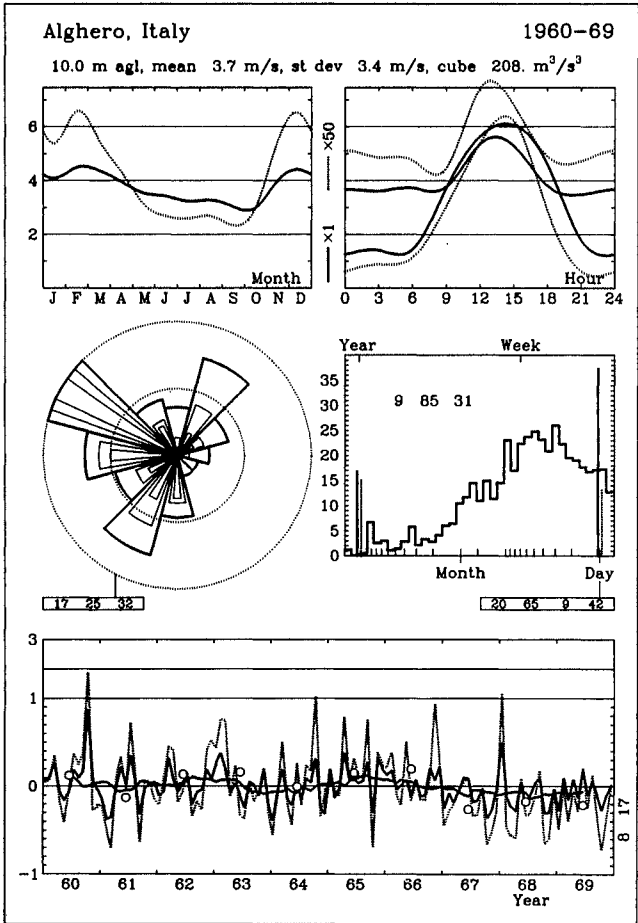 Alghero, Italy 1960–69
10.0 m agl, mean 3.7 m/s, st dev 3.4 m/s, cube 208. m³/s³
6
4
2
Month
J F M A M J J A S O N D
×1 ×50
Hour
0 3 6 9 12 15 18 21 24
17 25 32
Year Week
40
35
30
25
20
15
10
5
0
9 85 31
Month Day
20 65 9 42
3
1
0
-1
60 61 62 63 64 65 66 67 68 69
Year
8 17